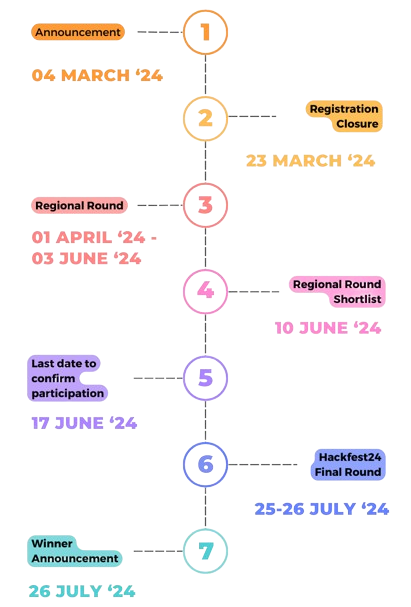 Announcement
1
04 MARCH ‘24
Registration
Closure
2
23 MARCH ‘24
Regional Round
3
01 APRIL ‘24 -
03 JUNE ‘24
Regional Round
Shortlist
4
10 JUNE ‘24
Last date to
confirm
participation
5
17 JUNE ‘24
Hackfest24
Final Round
6
25-26 JULY ‘24
Winner
Announcement
7
26 JULY ‘24